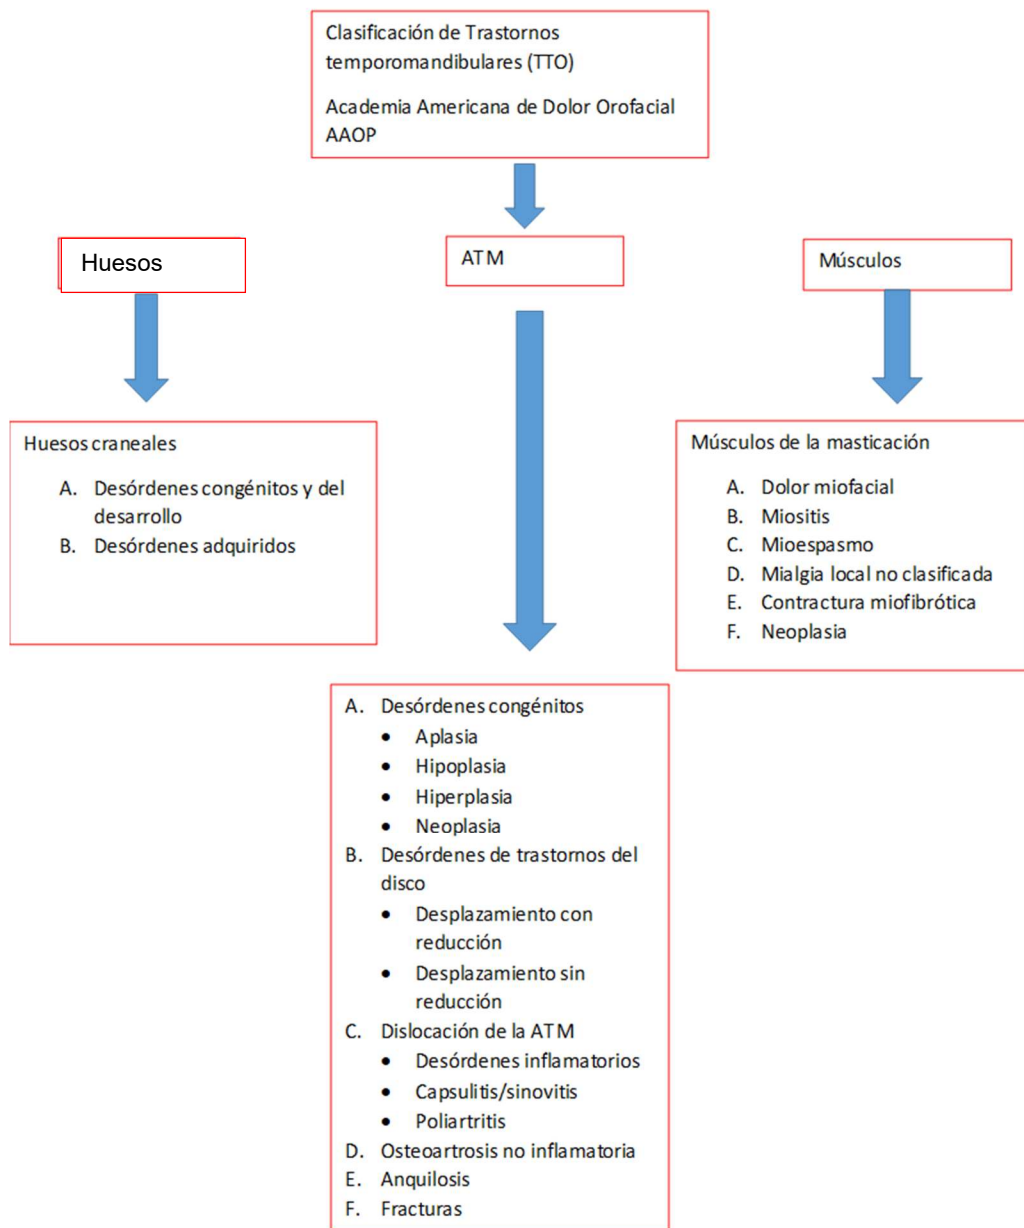 Clasificación de Trastornos
temporomandibulares (TTO)
Academia Americana de Dolor Orofacial
AAOP
Huesos
ATM
Músculos
Huesos craneales
A. Desórdenes congénitos y del
desarrollo
B. Desórdenes adquiridos
Músculos de la masticación
A. Dolor miofacial
B. Miositis
C. Mioespasmo
D. Mialgia local no clasificada
E. Contractura miofibrótica
F. Neoplasia
A. Desórdenes congénitos
• Aplasia
• Hipoplasia
• Hiperplasia
• Neoplasia
B. Desórdenes de trastornos del
disco
• Desplazamiento con
reducción
• Desplazamiento sin
reducción
C. Dislocación de la ATM
• Desórdenes inflamatorios
• Capsulitis/sinovitis
• Poliartritis
D. Osteoartrosis no inflamatoria
E. Anquilosis
F. Fracturas